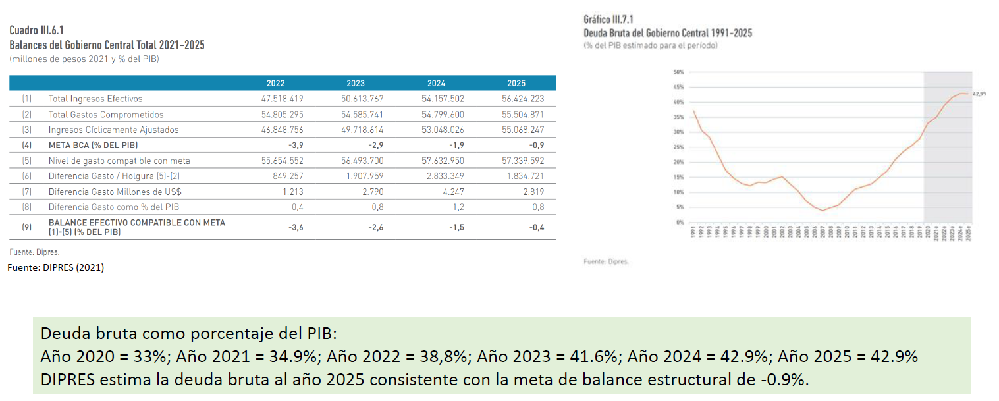 Cuadro III.6.1
Balances del Gobierno Central Total 2021-2025
(millones de pesos 2021 y % del PIB)
2022 2023 2024 2025
(1) Total Ingresos Efectivos 47.518.419 50.613.767 54.157.502 56.424.223
(2) Total Gastos Comprometidos 54.805.295 54.585.741 54.799.600 55.504.871
(3) Ingresos Cíclicamente Ajustados 46.848.756 49.718.614 53.048.026 55.068.247
(4) META BCA (% DEL PIB) -3,9 -2,9 -1,9 -0,9
(5) Nivel de gasto compatible con meta 55.654.552 56.493.700 57.632.950 57.339.592
(6) Diferencia Gasto / Holgura (5)-(2) 849.257 1.907.959 2.833.349 1.834.721
(7) Diferencia Gasto Millones de US$ 1.213 2.790 4.247 2.819
(8) Diferencia Gasto como % del PIB 0,4 0,8 1,2 0,8
(9) BALANCE EFECTIVO COMPATIBLE CON META
(1)-(5) (% DEL PIB) -3,6 -2,6 -1,5 -0,4
Fuente: Dipres.
Fuente: DIPRES (2021)
Gráfico III.7.1
Deuda Bruta del Gobierno Central 1991-2025
(% del PIB estimado para el período)
50%
45%
40%
35%
30%
25%
20%
15%
10%
5%
0%
42,9%
1991 1992 1993 1994 1995 1996 1997 1998 1999 2000 2001 2002 2003 2004 2005 2006 2007 2008 2009 2010 2011 2012 2013 2014 2015 2016 2017 2018 2019 2020 2021e 2022e 2023e 2024e 2025e
Fuente: Dipres.
Deuda bruta como porcentaje del PIB:
Año 2020 = 33%; Año 2021 = 34.9%; Año 2022 = 38,8%; Año 2023 = 41.6%; Año 2024 = 42.9%; Año 2025 = 42.9%
DIPRES estima la deuda bruta al año 2025 consistente con la meta de balance estructural de -0.9%.